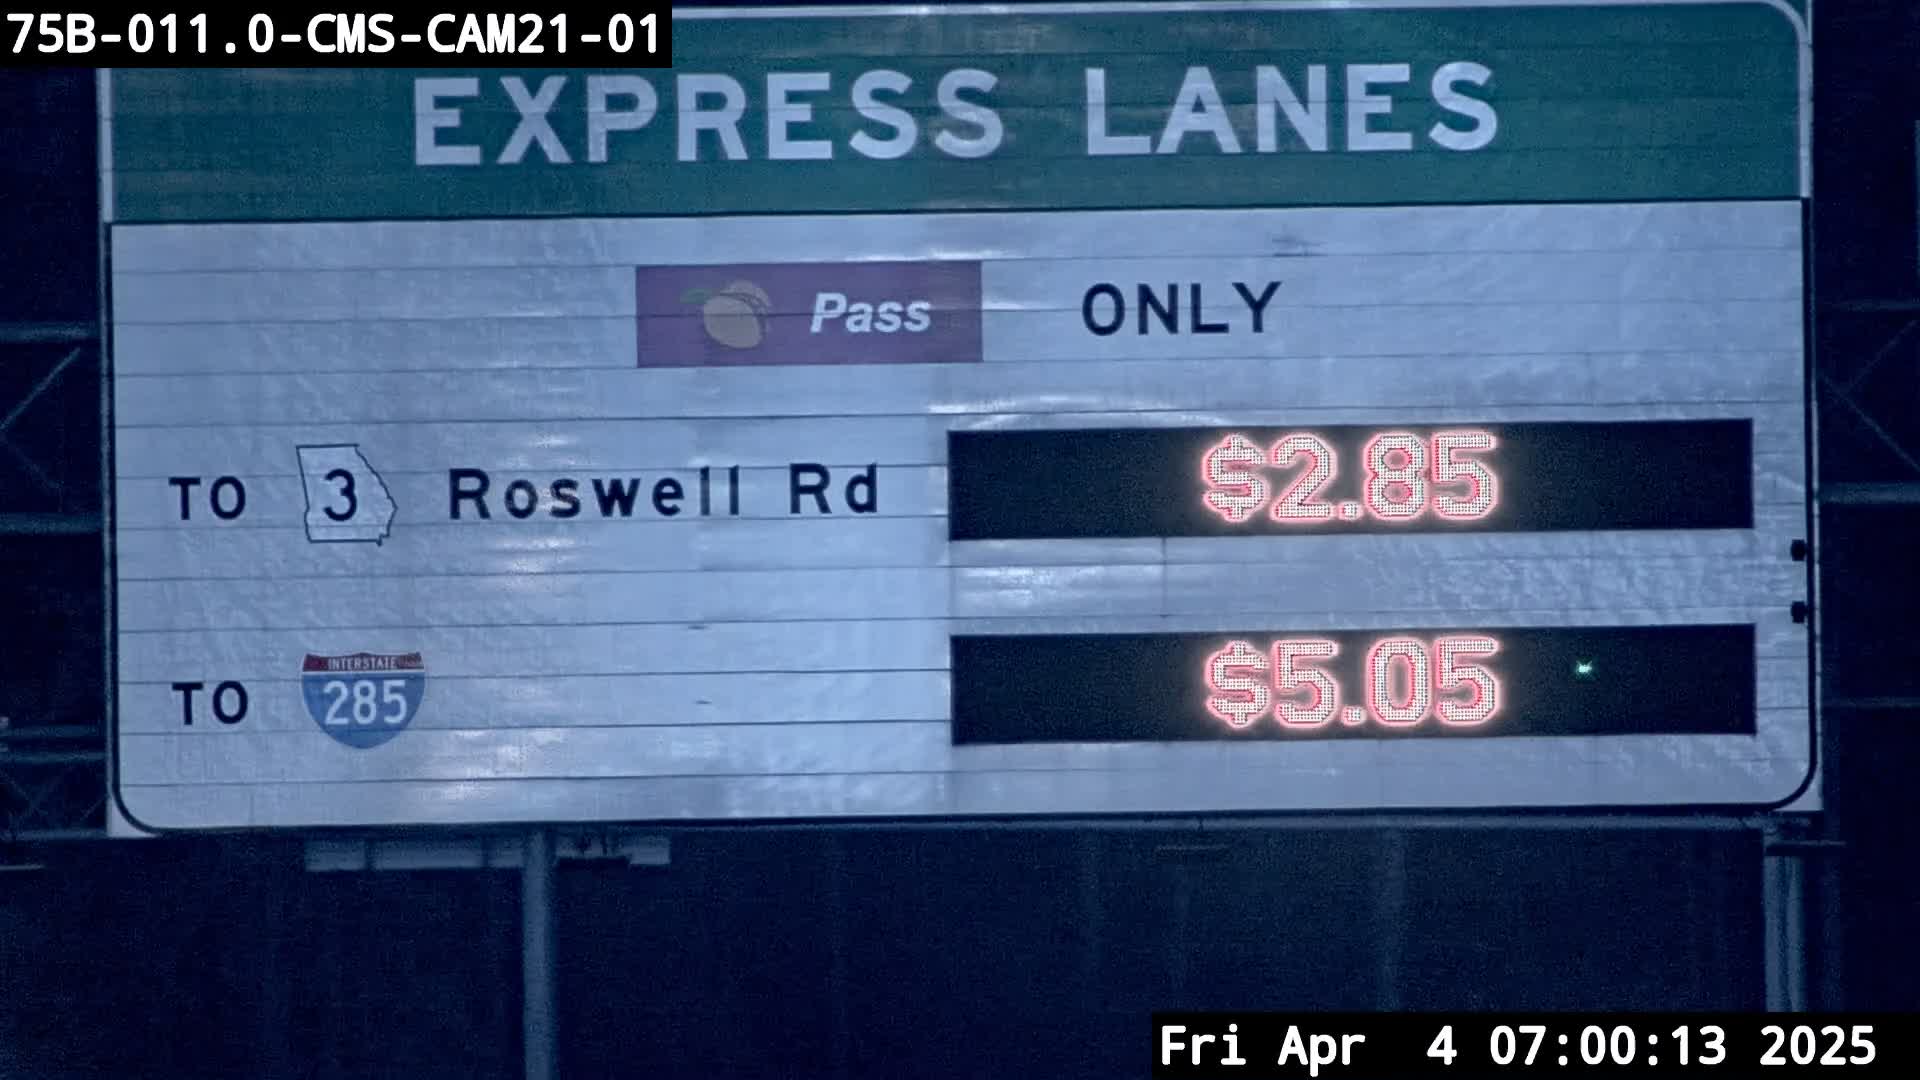 75B-011.0-CMS-CAM21-01
EXPRESS LANES
Pass ONLY
TO 3 Roswell Rd $2.85
TO INTERSTATE 285 $5.05
Fri Apr 4 07:00:13 2025